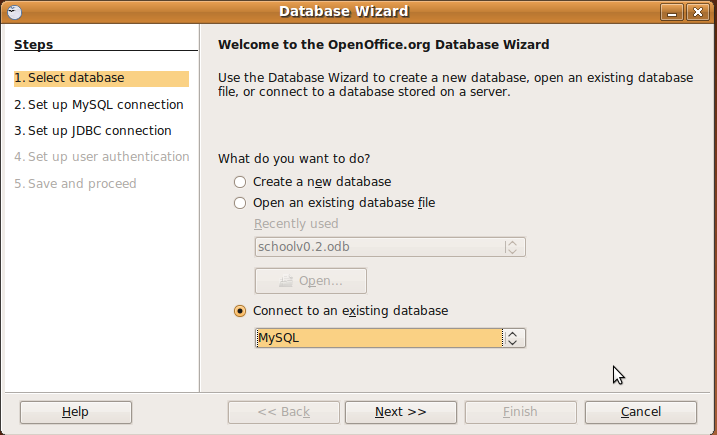 Database Wizard
Steps
1. Select database
2. Set up MySQL connection
3. Set up JDBC connection
4. Set up user authentication
5. Save and proceed
Welcome to the OpenOffice.org Database Wizard
Use the Database Wizard to create a new database, open an existing database
file, or connect to a database stored on a server.
What do you want to do?
Create a new database
Open an existing database file
Recently used
schoolv0.2.odb
Open...
Connect to an existing database
MySQL
Help
<< Back
Next >>
Finish
Cancel